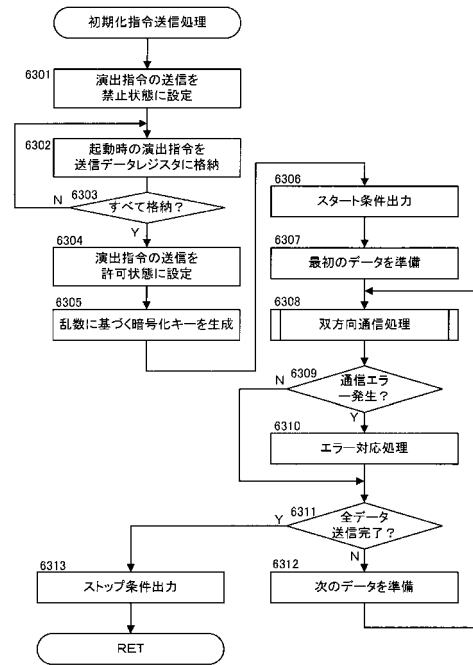 初期化指令送信処理
6301
演出指令の送信を
禁止状態に設定
6302
起動時の演出指令を
送信データレジスタに格納
N
6303
すべて格納?
Y
6304
演出指令の送信を
許可状態に設定
6305
乱数に基づく暗号化キーを生成
6306
スタート条件出力
6307
最初のデータを準備
6308
双方向通信処理
N
6309
通信エラ
ー発生?
Y
6310
エラー対応処理
Y
6311
全データ
送信完了?
N
6312
次のデータを準備
6313
ストップ条件出力
RET